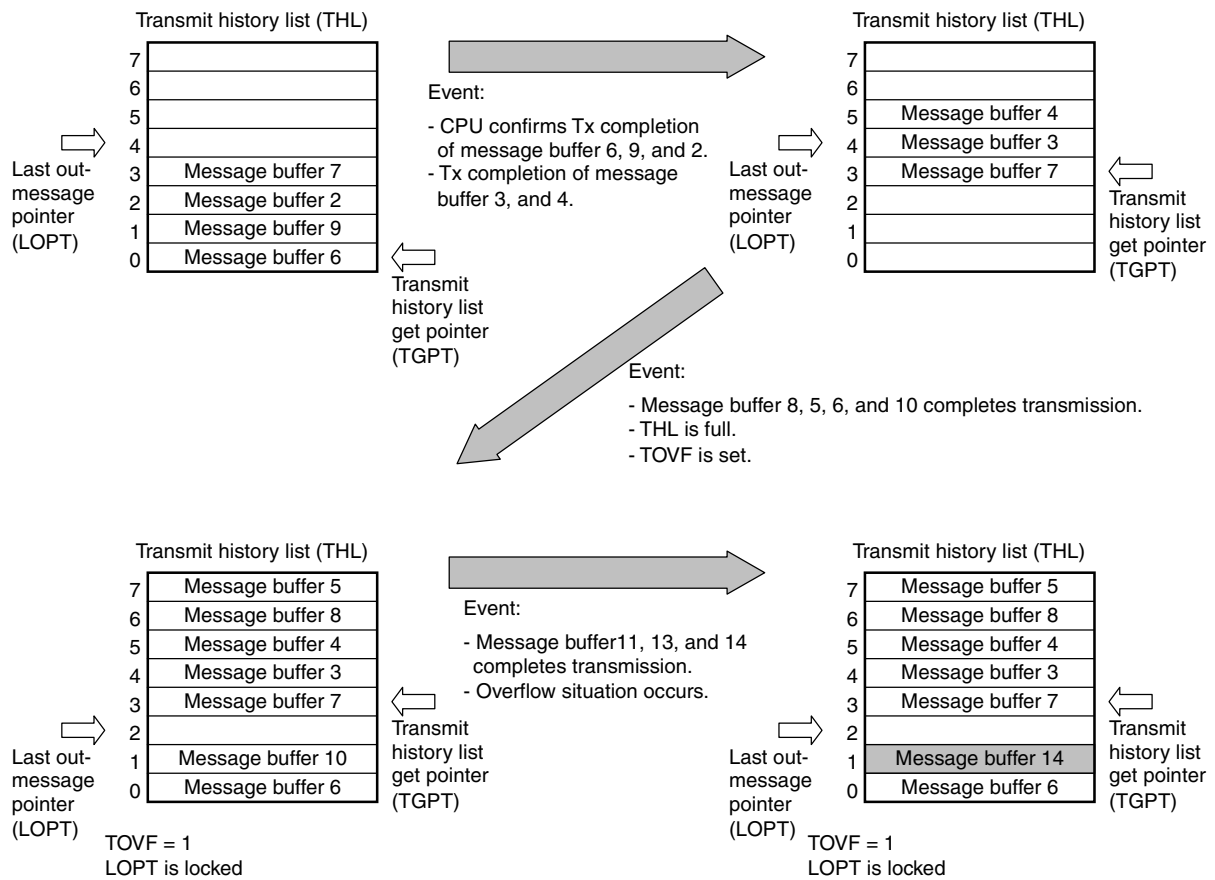 Transmit history list (THL)
7
6
5
4
3 Message buffer 7
2 Message buffer 2
1 Message buffer 9
0 Message buffer 6
Last out-
message
pointer
(LOPT)
Transmit
history list
get pointer
(TGPT)
Event:
- CPU confirms Tx completion
of message buffer 6, 9, and 2.
- Tx completion of message
buffer 3, and 4.
Transmit history list (THL)
7
6
5 Message buffer 4
4 Message buffer 3
3 Message buffer 7
2
1
0
Last out-
message
pointer
(LOPT)
Transmit
history list
get pointer
(TGPT)
Event:
- Message buffer 8, 5, 6, and 10 completes transmission.
- THL is full.
- TOVF is set.
Transmit history list (THL)
7 Message buffer 5
6 Message buffer 8
5 Message buffer 4
4 Message buffer 3
3 Message buffer 7
2
1 Message buffer 10
0 Message buffer 6
Last out-
message
pointer
(LOPT)
Transmit
history list
get pointer
(TGPT)
TOVF = 1
LOPT is locked
Event:
- Message buffer11, 13, and 14
completes transmission.
- Overflow situation occurs.
Transmit history list (THL)
7 Message buffer 5
6 Message buffer 8
5 Message buffer 4
4 Message buffer 3
3 Message buffer 7
2
1 Message buffer 14
0 Message buffer 6
Last out-
message
pointer
(LOPT)
Transmit
history list
get pointer
(TGPT)
TOVF = 1
LOPT is locked